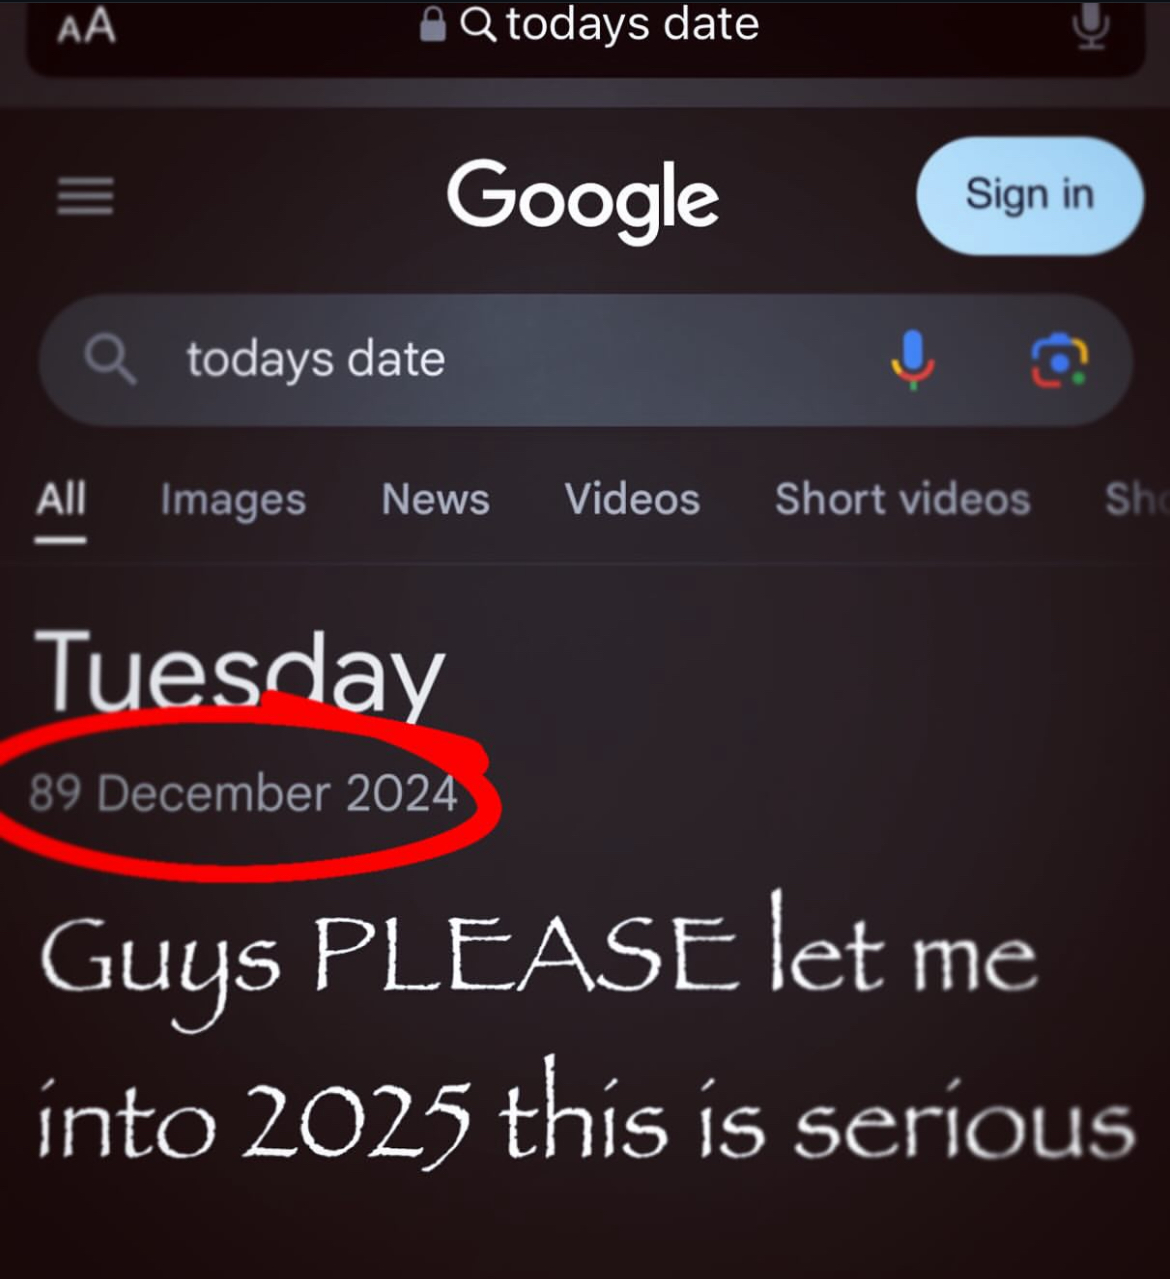 AA todays date
Google Sign in
todays date
All Images News Videos Short videos Sho
Tuesday
89 December 2024
Guys PLEASE let me
into 2025 this is serious